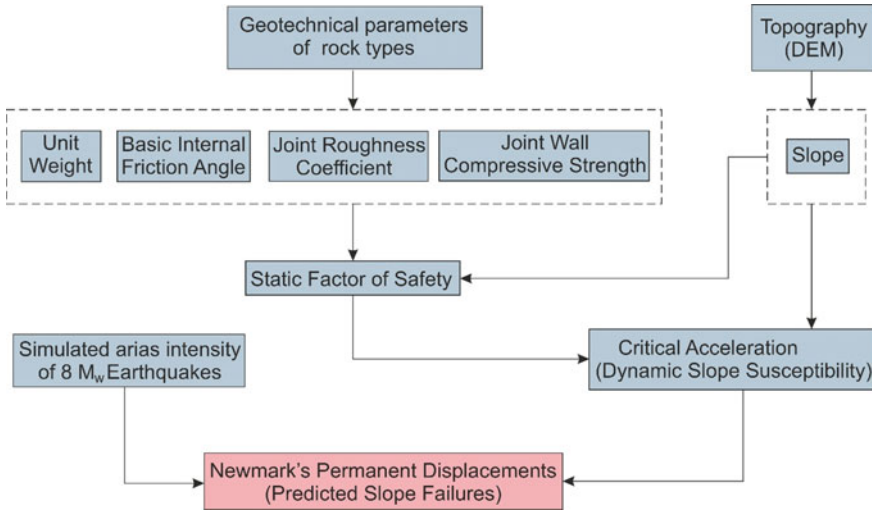 Geotechnical parameters
of rock types
Topography
(DEM)
Unit
Weight
Basic Internal
Friction Angle
Joint Roughness
Coefficient
Joint Wall
Compressive Strength
Slope
Static Factor of Safety
Simulated arias intensity
of 8 Mw Earthquakes
Critical Acceleration
(Dynamic Slope Susceptibility)
Newmark's Permanent Displacements
(Predicted Slope Failures)